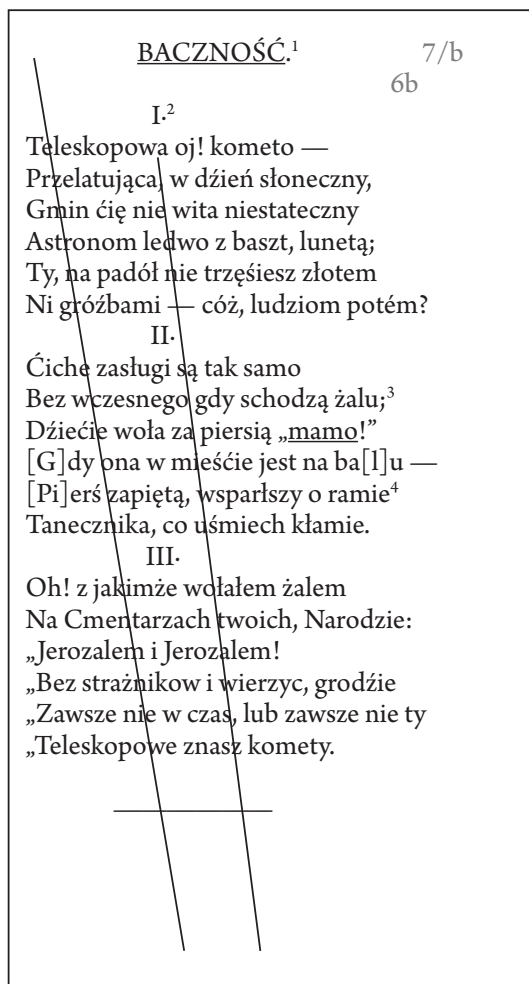 BACZNOŚĆ.¹ 7/b
6b
I.²
Teleskopowa oj! kometo —
Przelatująca, w dźień słoneczny,
Gmin ćię nie wita niestateczny
Astronom ledwo z baszt, lunetą;
Ty, na padół nie trzęśiesz złotem
Ni gróźbami — cóż, ludziom potém?
II.
Ćiche zasługi są tak samo
Bez wczesnego gdy schodzą żalu;³
Dźiećie woła za piersią „mamo!”
[G]dy ona w mieśćie jest na ba[l]u —
[Pi]erś zapiętą, wsparłszy o ramie⁴
Tanecznika, co uśmiech kłamie.
III.
Oh! z jakimże wołałem żalem
Na Cmentarzach twoich, Narodzie:
„Jerozalem i Jerozalem!
„Bez strażnikow i wierzyc, grodźie
„Zawsze nie w czas, lub zawsze nie ty
„Teleskopowe znasz komety.